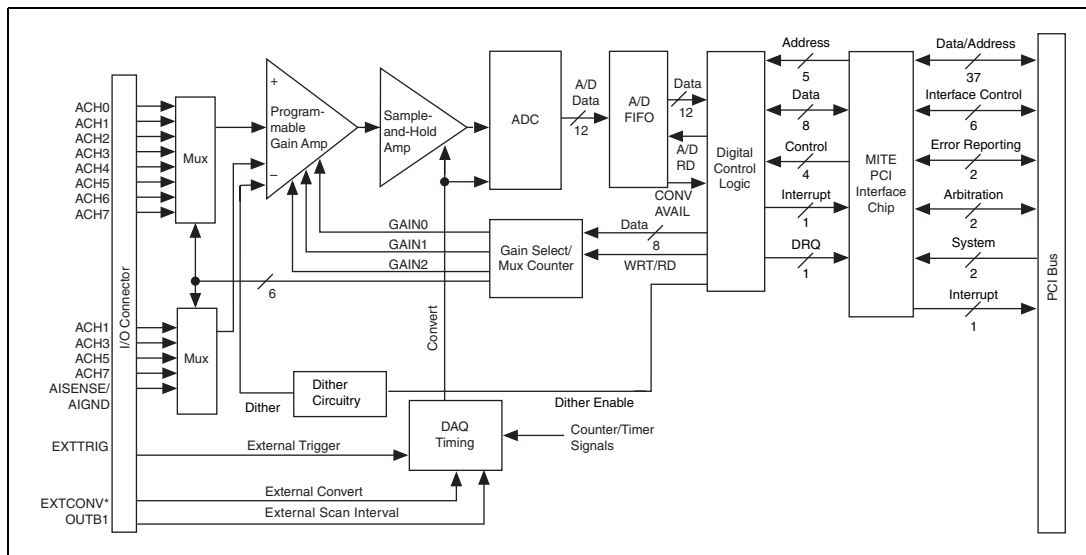 ACH0
ACH1
ACH2
ACH3
ACH4
ACH5
ACH6
ACH7
Mux
+
Program-
mable
Gain Amp
–
Sample-
and-Hold
Amp
ADC
A/D
Data
12
A/D
FIFO
Data
12
A/D
RD
CONV
AVAIL
Digital
Control
Logic
Address
5
Data
8
Control
4
Interrupt
1
DRQ
1
MITE
PCI
Interface
Chip
Data/Address
37
Interface Control
6
Error Reporting
2
Arbitration
2
System
2
Interrupt
1
PCI Bus
GAIN0
GAIN1
GAIN2
6
Gain Select/
Mux Counter
Data
8
WRT/RD
I/O Connector
ACH1
ACH3
ACH5
ACH7
AISENSE/
AIGND
Mux
Convert
Dither
Dither
Circuitry
Dither Enable
DAQ
Timing
Counter/Timer
Signals
EXTTRIG
External Trigger
EXTCONV*
External Convert
OUTB1
External Scan Interval